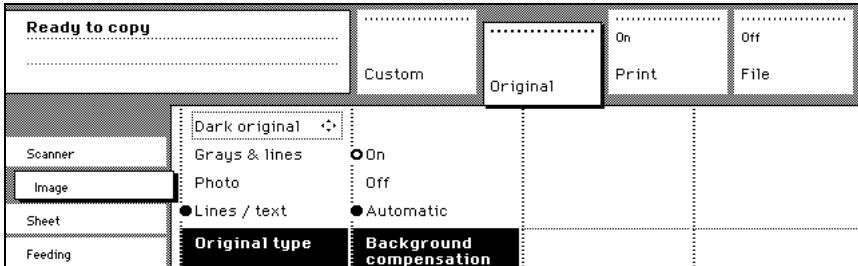 Ready to copy
Custom
Original
On
Print
Off
File
Scanner
Image
Sheet
Feeding
Dark original
Grays & lines
Photo
Lines / text
Original type
On
Off
Automatic
Background
compensation